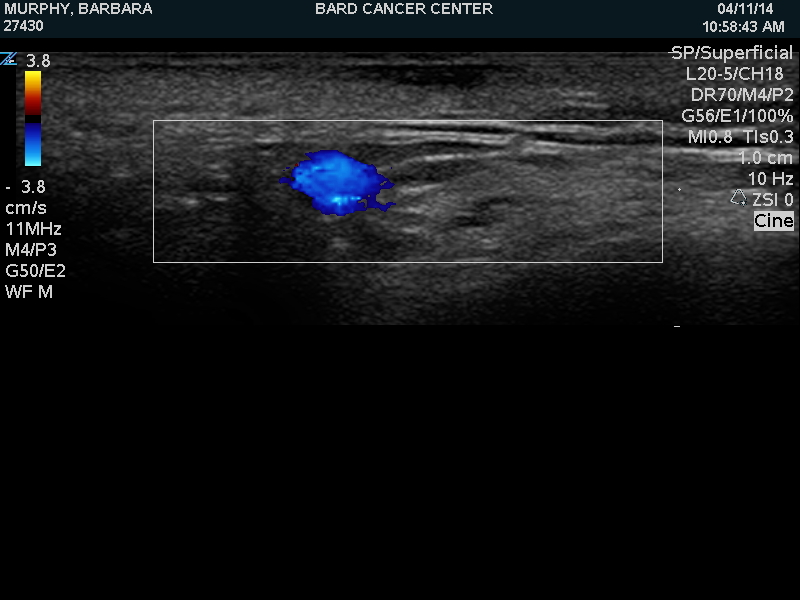 MURPHY, BARBARA
BARD CANCER CENTER
04/11/14
27430
10:58:43 AM
Z
3.8
- 3.8
cm/s
11MHz
M4/P3
G50/E2
WF M
SP/Superficial
L20-5/CH18
DR70/M4/P2
G56/E1/100%
MI0.8 TIs0.3
1.0 cm
10 Hz
ZSI 0
Cine